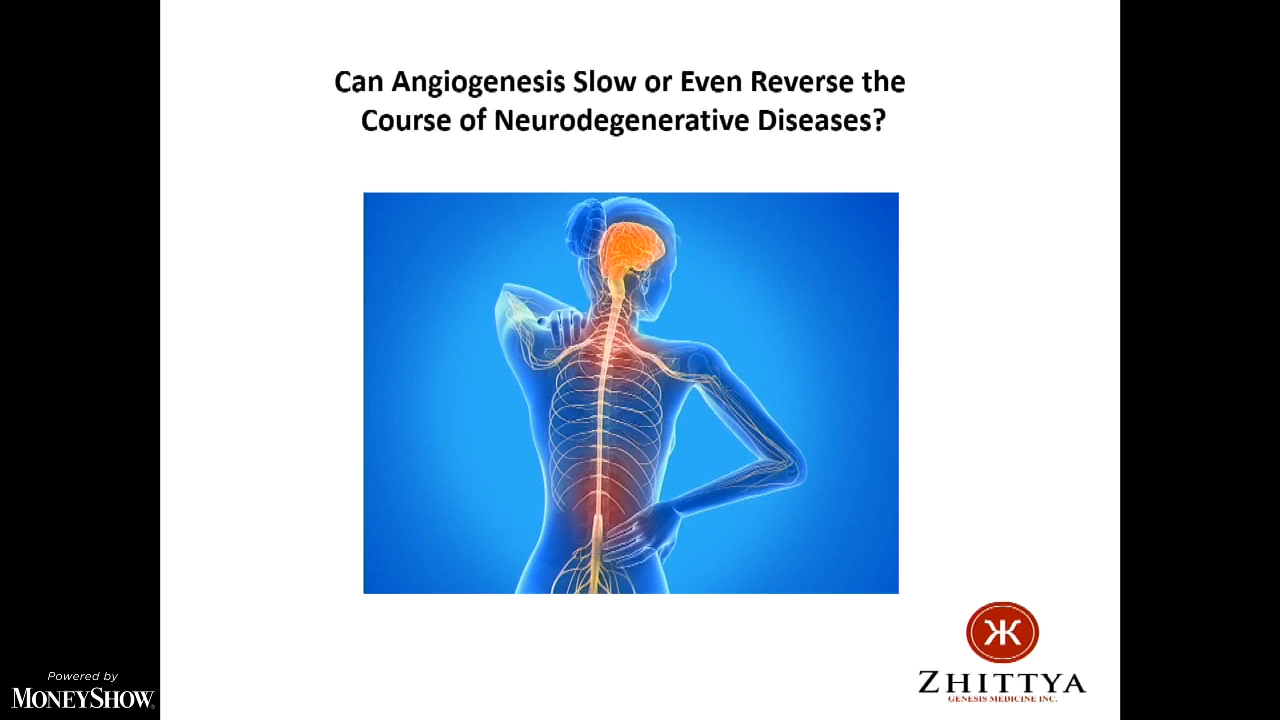 Can Angiogenesis Slow or Even Reverse the
Course of Neurodegenerative Diseases?
Powered by
MONEYSHOW
ZHITTYA
GENESIS MEDICINE INC.